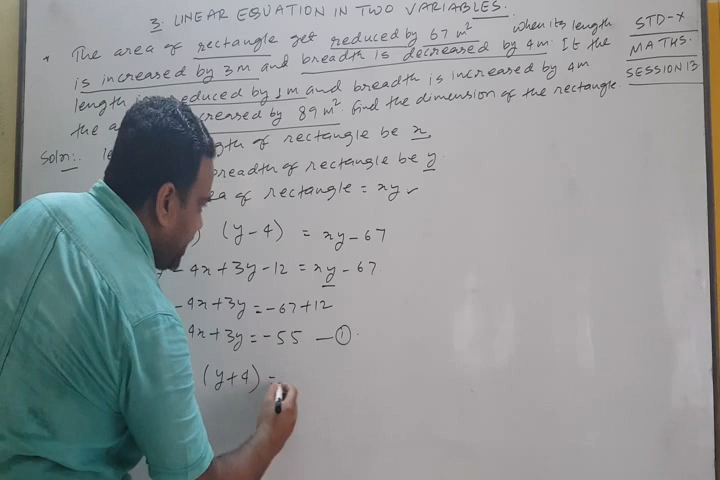 3. LINEAR EQUATION IN TWO VARIABLES.
* The area of rectangle get reduced by 67 m² when its length
is increased by 3m and breadth is decreased by 4m. If the
length is reduced by 1m and breadth is increased by 4m
the creased by 89 m². find the dimension of the rectangle.
STD-X
MATHS.
SESSION 13
Soln:. length of rectangle be x,
breadth of rectangle be y
area of rectangle = xy ✓
(y-4) = xy-67
-4x+3y-12 = xy-67
-4x+3y = -67+12
4x+3y = -55 — ①.
(y+4) =